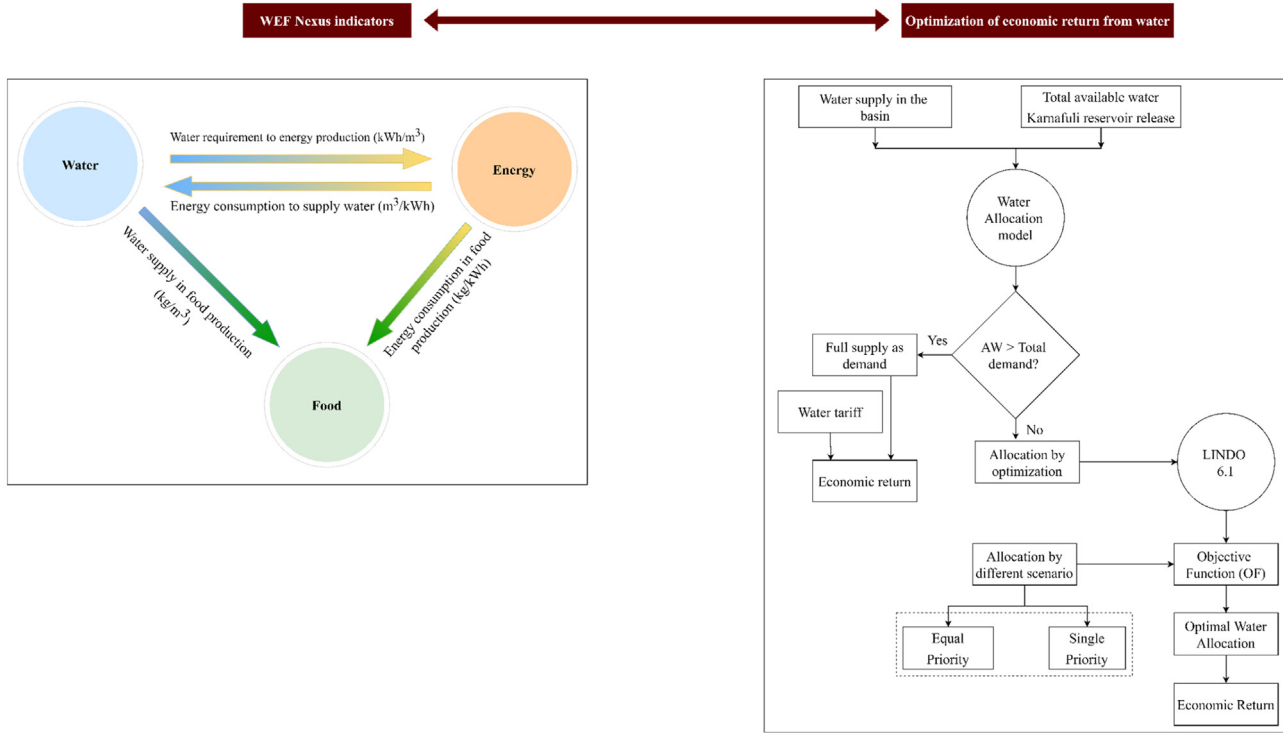 WEF Nexus indicators
Optimization of economic return from water
Water requirement to energy production (kWh/m³)
Water
Energy
Energy consumption to supply water (m³/kWh)
Water supply in food production
(kg/m³)
Energy consumption in food
production (kg/kWh)
Food
Water supply in the
basin
Total available water
Karnafuli reservoir release
Water
Allocation
model
AW > Total
demand?
Yes
Full supply as
demand
Water tariff
Economic return
No
Allocation by
optimization
LINDO
6.1
Allocation by
different scenario
Objective
Function (OF)
Equal
Priority
Single
Priority
Optimal Water
Allocation
Economic Return